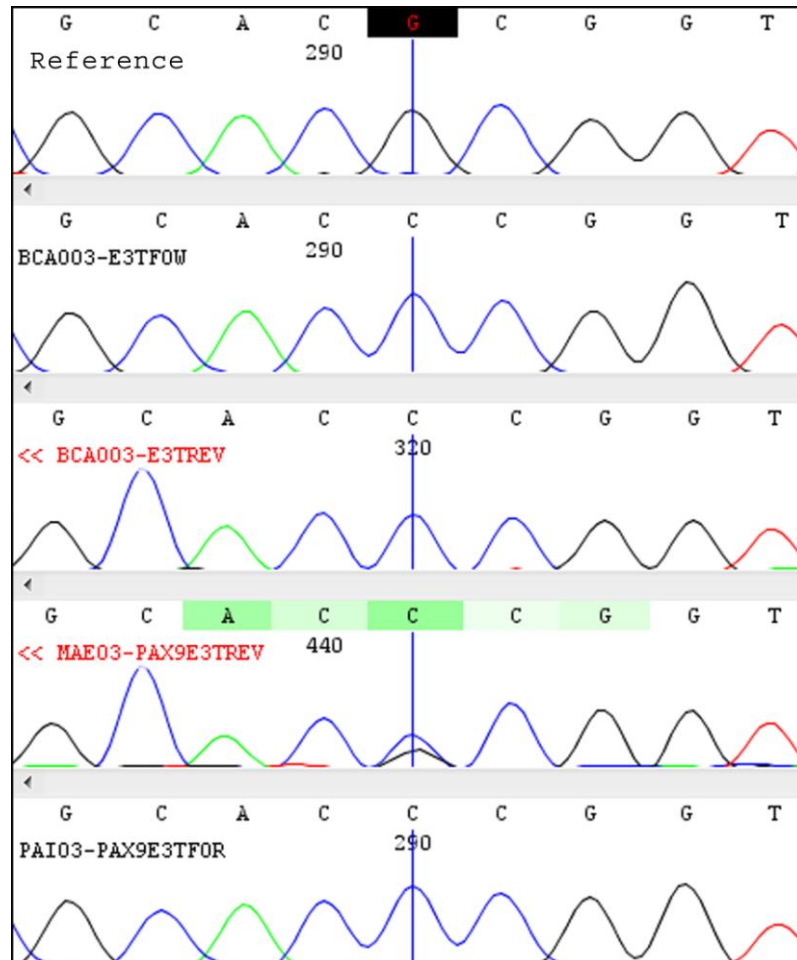 G C A C G C G G T
290
Reference
G C A C C C G G T
BCA003-E3TFOW 290
G C A C C C G G T
320
<< BCA003-E3TREV
G C A C C C G G T
<< MAE03-PAX9E3TREV 440
G C A C C C G G T
290
PAI03-PAX9E3TFOR